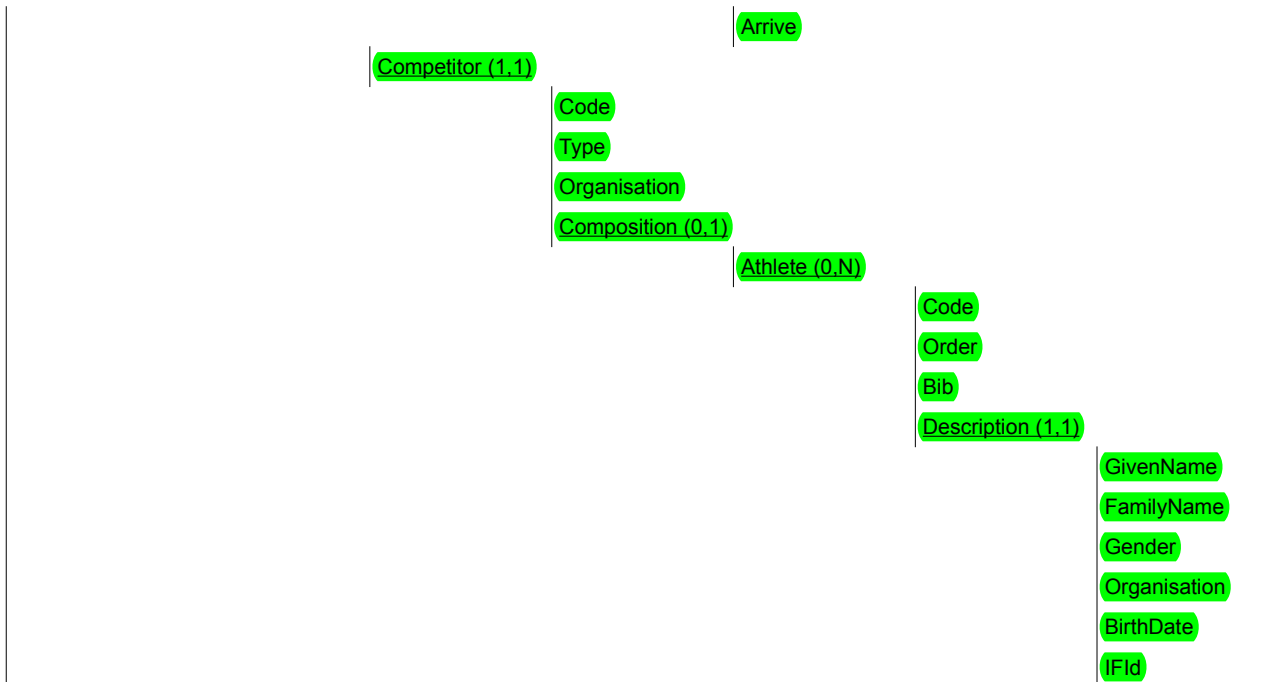 Arrive
Competitor (1,1)
Code
Type
Organisation
Composition (0,1)
Athlete (0,N)
Code
Order
Bib
Description (1,1)
GivenName
FamilyName
Gender
Organisation
BirthDate
IFId